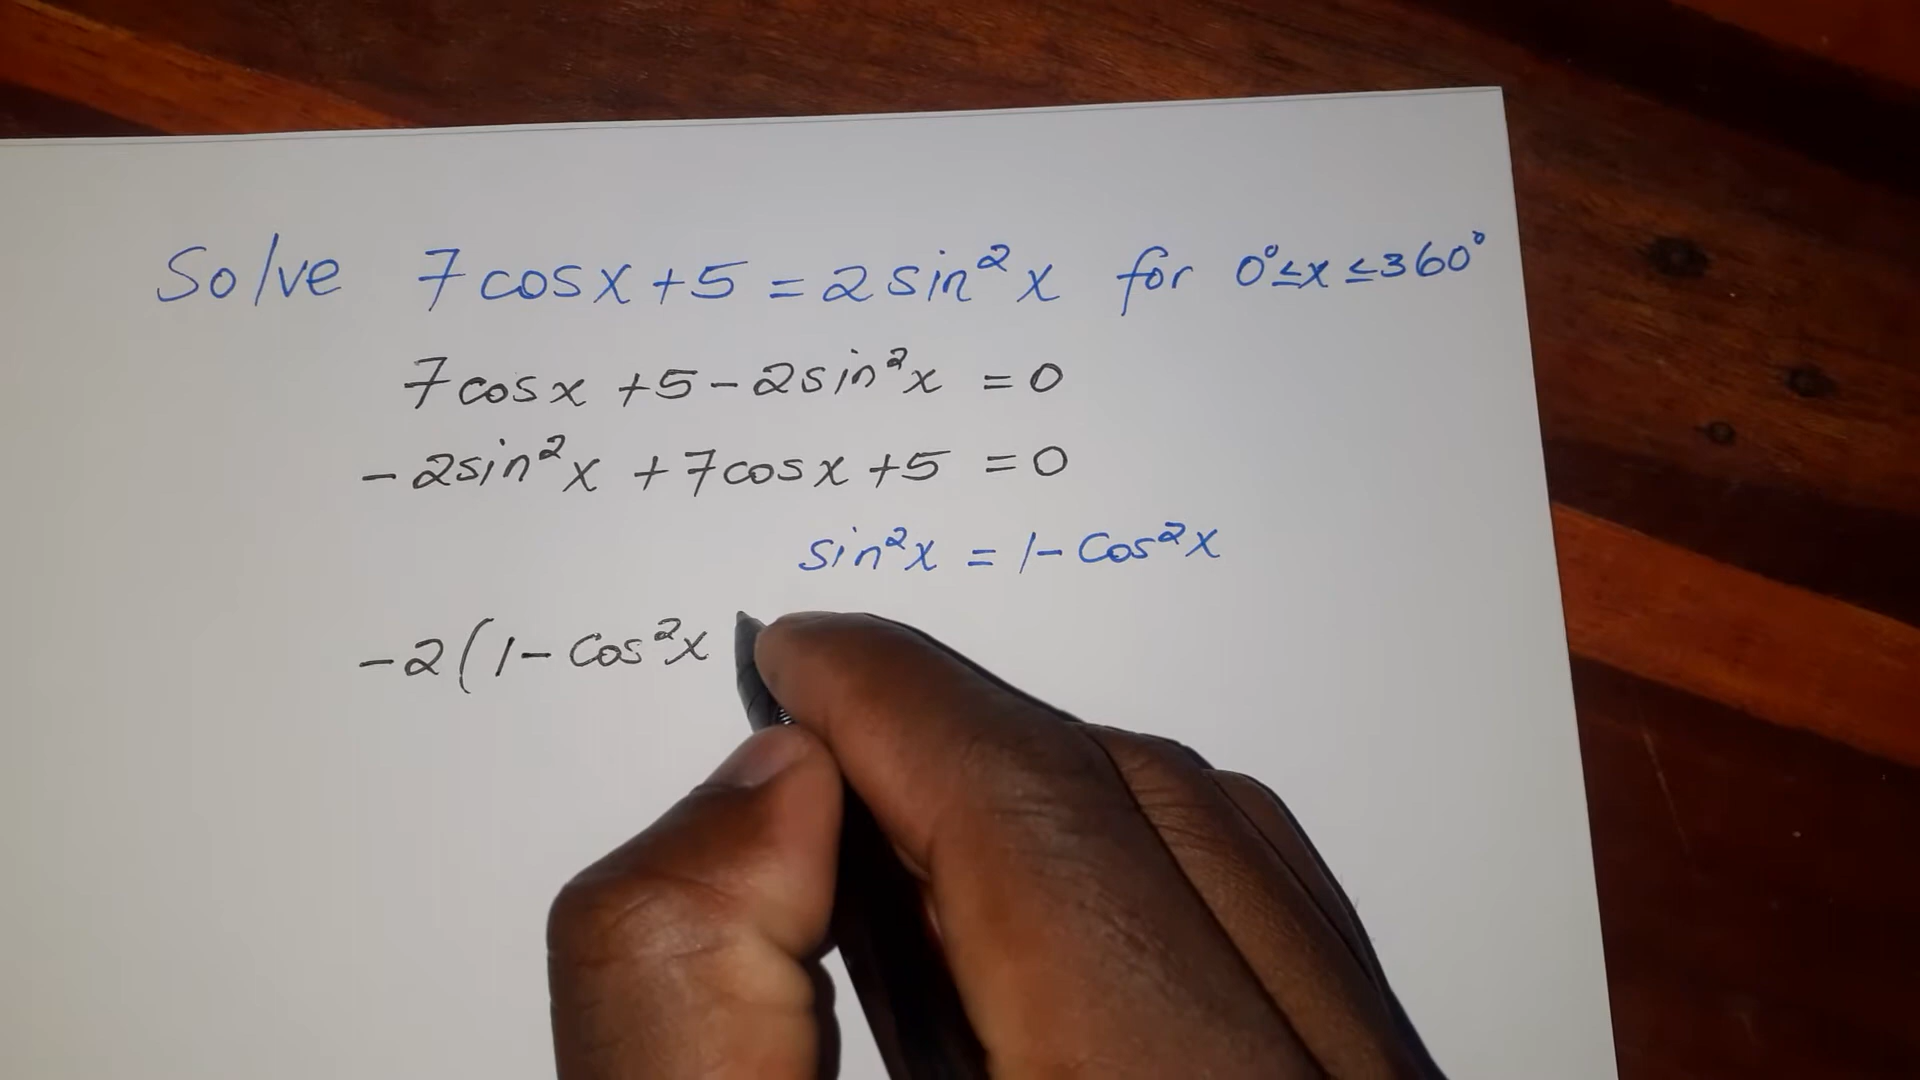 Solve 7cosx+5=2sin²x for 0°≤x≤360°
7cosx +5-2sin²x =0
-2sin²x +7cosx+5 =0
sin²x = 1-Cos²x
-2(1-Cos²x